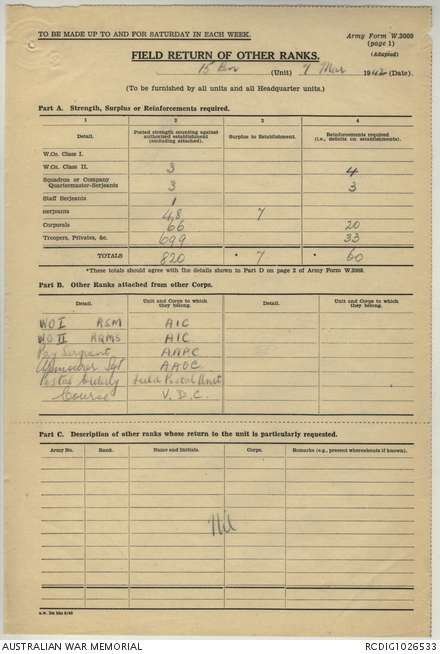 TO BE MADE UP TO AND FOR SATURDAY IN EACH WEEK.
Army Form W.3009
(page 1)
(Adapted)
FIELD RETURN OF OTHER RANKS.
15 Bn (Unit) 7 Mar 1942 (Date).
(To be furnished by all units and all Headquarter units.)
Part A. Strength, Surplus or Reinforcements required.
1 2 3 4
Detail. Posted strength counting against authorised establishment (excluding attached). Surplus to Establishment. Reinforcements required (i.e., deficits on establishments).
W.Os. Class I.
W.Os. Class II. 3 4
Squadron or Company
Quartermaster-Serjeants 3 3
Staff Serjeants 1
Serjeants 48 7
Corporals 66 20
Troopers, Privates, &c. 699 33
TOTALS 820 * 7 * 60
*These totals should agree with the details shown in Part D on page 2 of Army Form W.3009.
Part B. Other Ranks attached from other Corps.
Detail. Unit and Corps to which they belong. Detail. Unit and Corps to which they belong.
WO I RSM AIC
WO II RQMS AIC
Pay Sergeant AAPC
Armourer Sgt AAOC
Postal Orderly Field Postal Unit
Course V.D.C.
Part C. Description of other ranks whose return to the unit is particularly requested.
Army No. Rank. Name and Initials. Corps. Remarks (e.g., present whereabouts if known).
Nil
AUSTRALIAN WAR MEMORIAL
RCDIG1026533